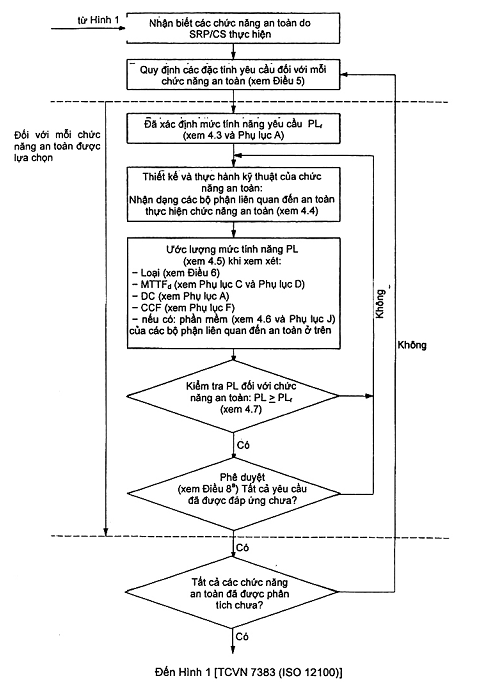 từ Hình 1
Nhận biết các chức năng an toàn do
SRP/CS thực hiện
Quy định các đặc tính yêu cầu đối với mỗi
chức năng an toàn (xem Điều 5)
Đối với mỗi chức
năng an toàn được
lựa chọn
Đã xác định mức tính năng yêu cầu PLr
(xem 4.3 và Phụ lục A)
Thiết kế và thực hành kỹ thuật của chức
năng an toàn:
Nhận dạng các bộ phận liên quan đến an toàn
thực hiện chức năng an toàn (xem 4.4)
Ước lượng mức tính năng PL
(xem 4.5) khi xem xét:
– Loại (xem Điều 6)
– MTTFd (xem Phụ lục C và Phụ lục D)
– DC (xem Phụ lục A)
– CCF (xem Phụ lục F)
– nếu có: phần mềm (xem 4.6 và Phụ lục J)
của các bộ phận liên quan đến an toàn ở trên
Không
Không
Kiểm tra PL đối với chức
năng an toàn: PL ≥ PLr
(xem 4.7)
Có
Phê duyệt
(xem Điều 8ª) Tất cả yêu cầu
đã được đáp ứng chưa?
Có
Tất cả các chức năng
an toàn đã được phân
tích chưa?
Có
Đến Hình 1 [TCVN 7383 (ISO 12100)]